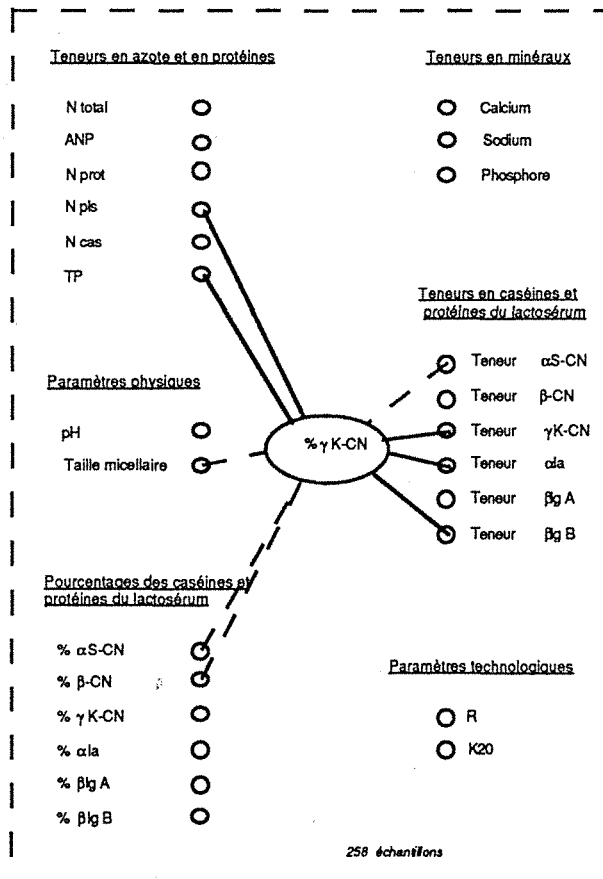 Teneurs en azote et en protéines
N total
ANP
N prot
N pls
N cas
TP
Teneurs en minéraux
Calcium
Sodium
Phosphore
Teneurs en caséines et
protéines du lactosérum
Teneur αS-CN
Teneur β-CN
Teneur γK-CN
Teneur αla
Teneur βlg A
Teneur βlg B
Paramètres physiques
pH
Taille micellaire
% γ K-CN
Pourcentages des caséines et
protéines du lactosérum
% αS-CN
% β-CN
% γ K-CN
% αla
% βlg A
% βlg B
Paramètres technologiques
R
K20
258 échantillons